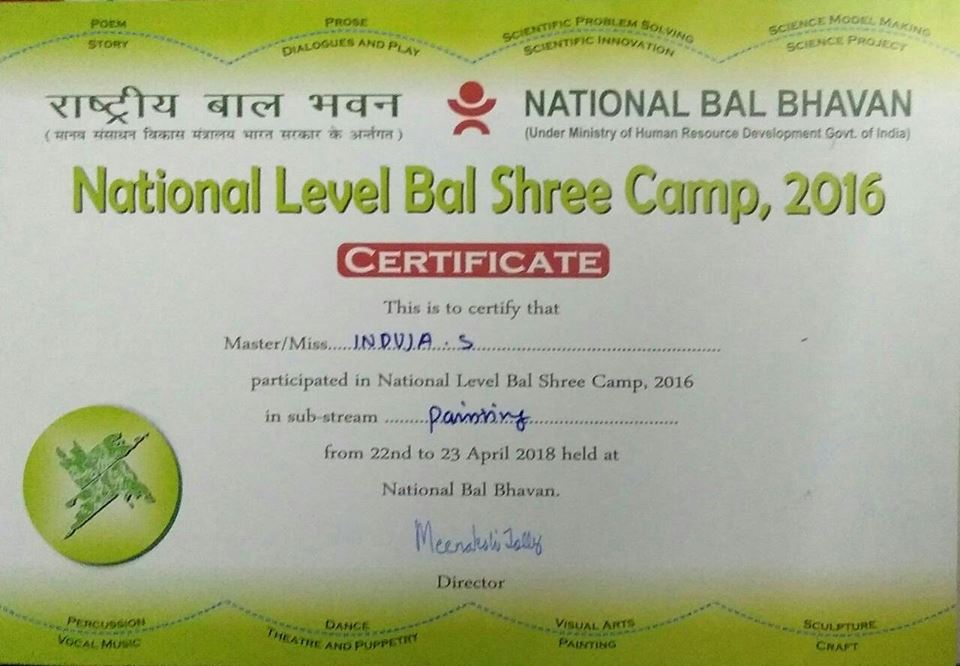 POEM
STORY
PROSE
DIALOGUES AND PLAY
SCIENTIFIC PROBLEM SOLVING
SCIENTIFIC INNOVATION
SCIENCE MODEL MAKING
SCIENCE PROJECT
राष्ट्रीय बाल भवन
( मानव संसाधन विकास मंत्रालय भारत सरकार के अर्न्तगत )
NATIONAL BAL BHAVAN
(Under Ministry of Human Resource Development Govt. of India)
National Level Bal Shree Camp, 2016
CERTIFICATE
This is to certify that
Master/Miss.....INDUJA . S
participated in National Level Bal Shree Camp, 2016
in sub-stream .........Painting
from 22nd to 23 April 2018 held at
National Bal Bhavan.
Meenakshi Jolly
Director
PERCUSSION
VOCAL MUSIC
DANCE
THEATRE AND PUPPETRY
VISUAL ARTS
PAINTING
SCULPTURE
CRAFT